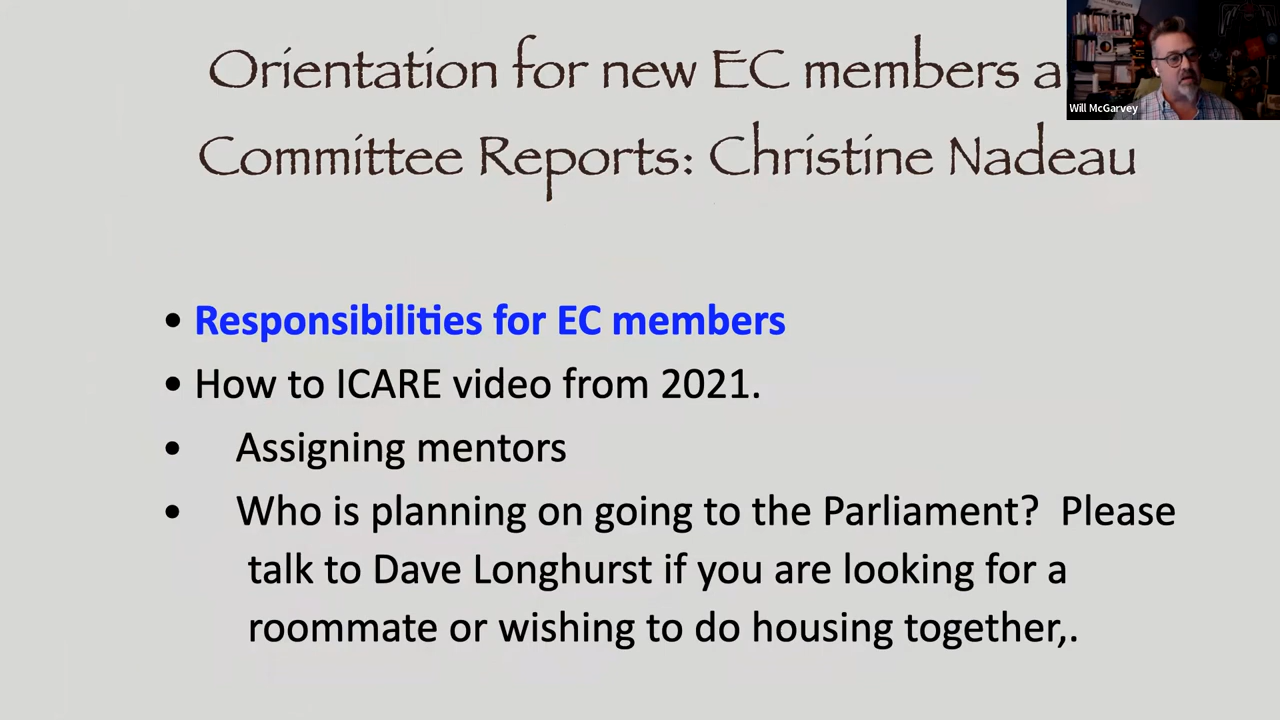 Orientation for new EC members a
Committee Reports: Christine Nadeau
Will McGarvey
• Responsibilities for EC members
• How to ICARE video from 2021.
• Assigning mentors
• Who is planning on going to the Parliament? Please
talk to Dave Longhurst if you are looking for a
roommate or wishing to do housing together,.